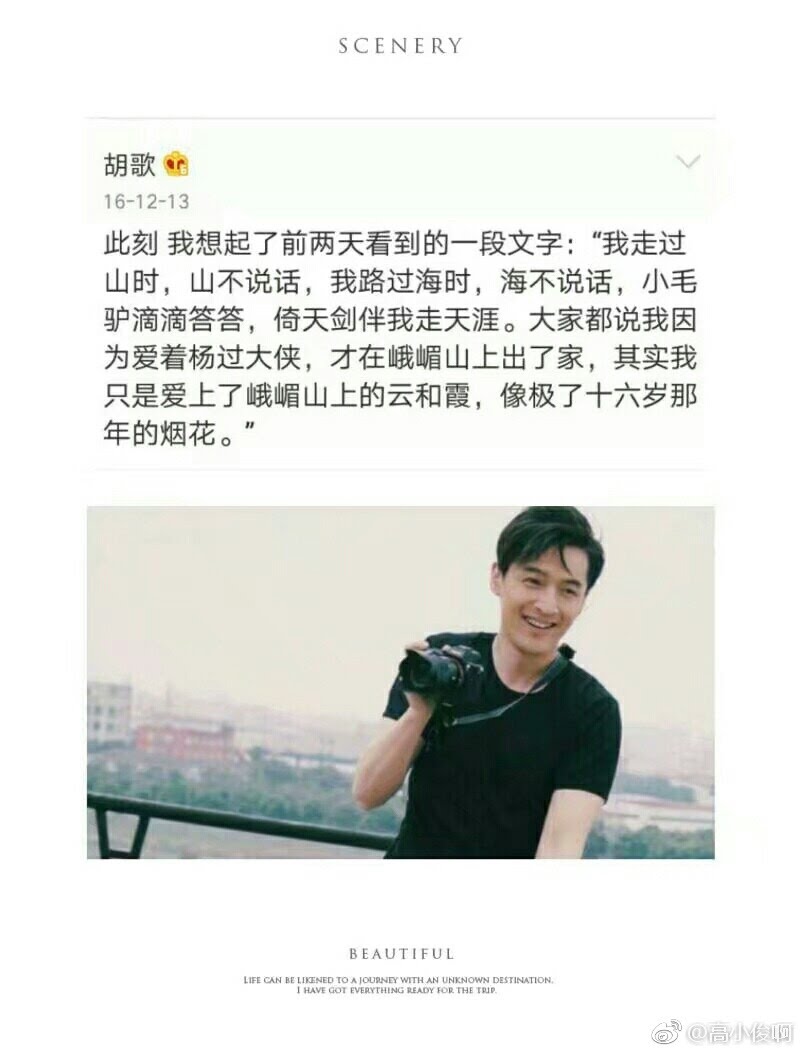 SCENERY
胡歌
16-12-13
此刻 我想起了前两天看到的一段文字：“我走过
山时，山不说话，我路过海时，海不说话，小毛
驴滴滴答答，倚天剑伴我走天涯。大家都说我因
为爱着杨过大侠，才在峨嵋山上出了家，其实我
只是爱上了峨嵋山上的云和霞，像极了十六岁那
年的烟花。”
BEAUTIFUL
LIFE CAN BE LIKENED TO A JOURNEY WITH AN UNKNOWN DESTINATION.
I HAVE GOT EVERYTHING READY FOR THE TRIP.
@高小俊啊